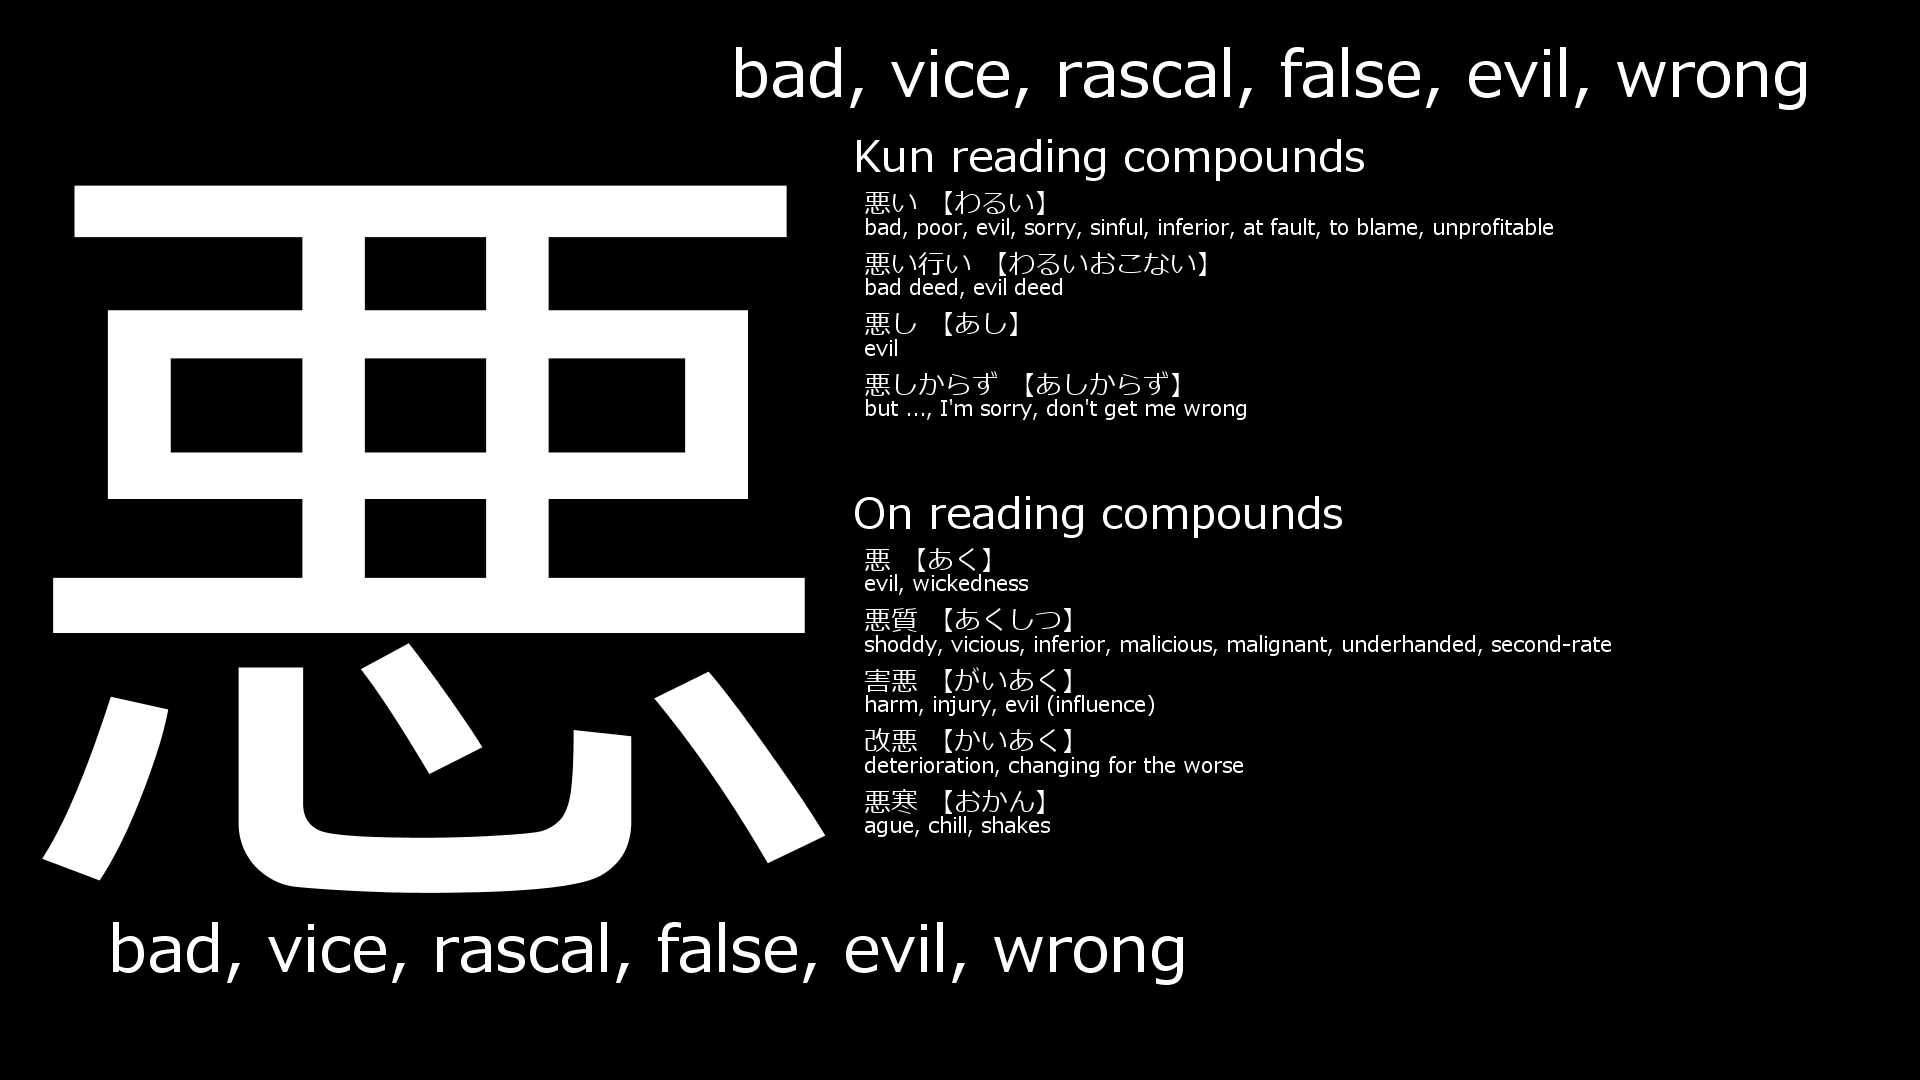 bad, vice, rascal, false, evil, wrong
悪
Kun reading compounds
悪い 【わるい】
bad, poor, evil, sorry, sinful, inferior, at fault, to blame, unprofitable
悪い行い 【わるいおこない】
bad deed, evil deed
悪し 【あし】
evil
悪しからず 【あしからず】
but ..., I'm sorry, don't get me wrong
On reading compounds
悪 【あく】
evil, wickedness
悪質 【あくしつ】
shoddy, vicious, inferior, malicious, malignant, underhanded, second-rate
害悪 【がいあく】
harm, injury, evil (influence)
改悪 【かいあく】
deterioration, changing for the worse
悪寒 【おかん】
ague, chill, shakes
bad, vice, rascal, false, evil, wrong